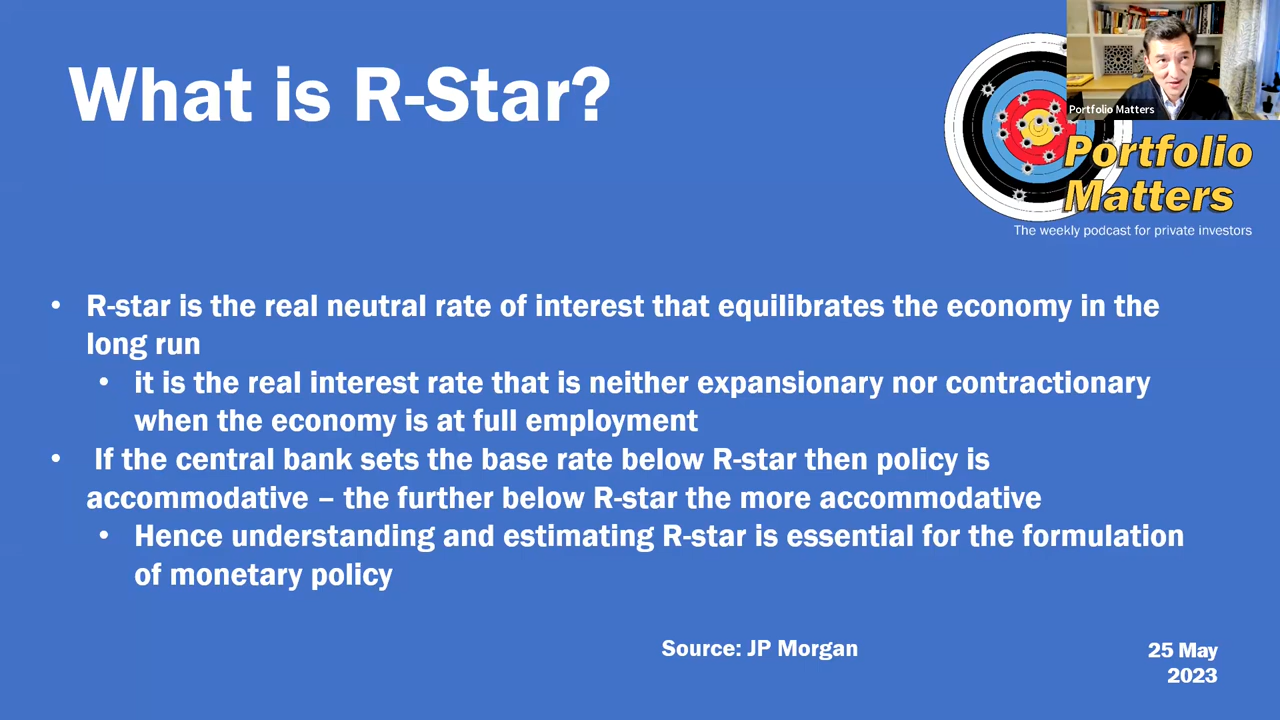 What is R-Star?
Portfolio Matters
Portfolio
Matters
The weekly podcast for private investors
• R-star is the real neutral rate of interest that equilibrates the economy in the
long run
• it is the real interest rate that is neither expansionary nor contractionary
when the economy is at full employment
• If the central bank sets the base rate below R-star then policy is
accommodative – the further below R-star the more accommodative
• Hence understanding and estimating R-star is essential for the formulation
of monetary policy
Source: JP Morgan
25 May
2023